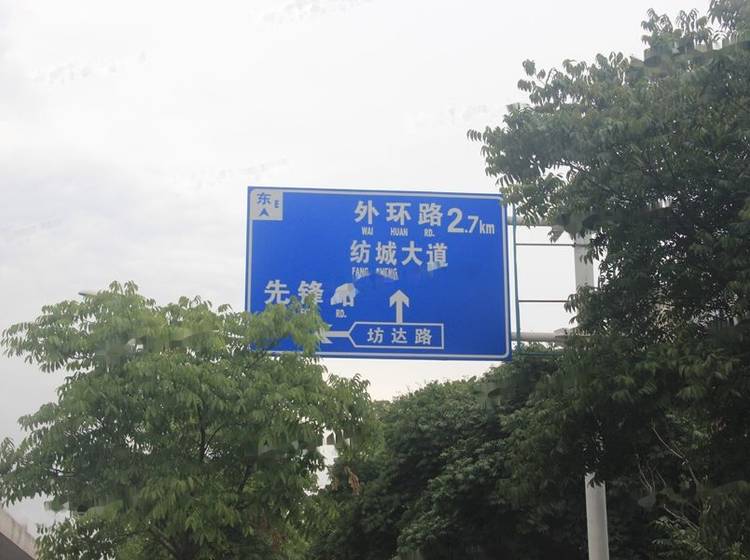 东 E
外环路 2.7km
WAI HUAN RD.
纺城大道
FANG CHENG
先锋路
RD.
坊达路